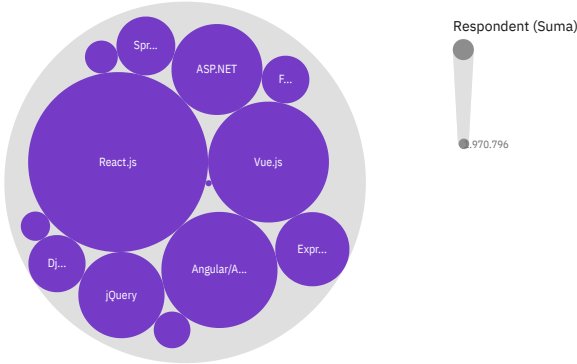 Respondent (Suma)
Spr...
ASP.NET
F...
React.js
Vue.js
Expr...
Dj...
Angular/A...
jQuery